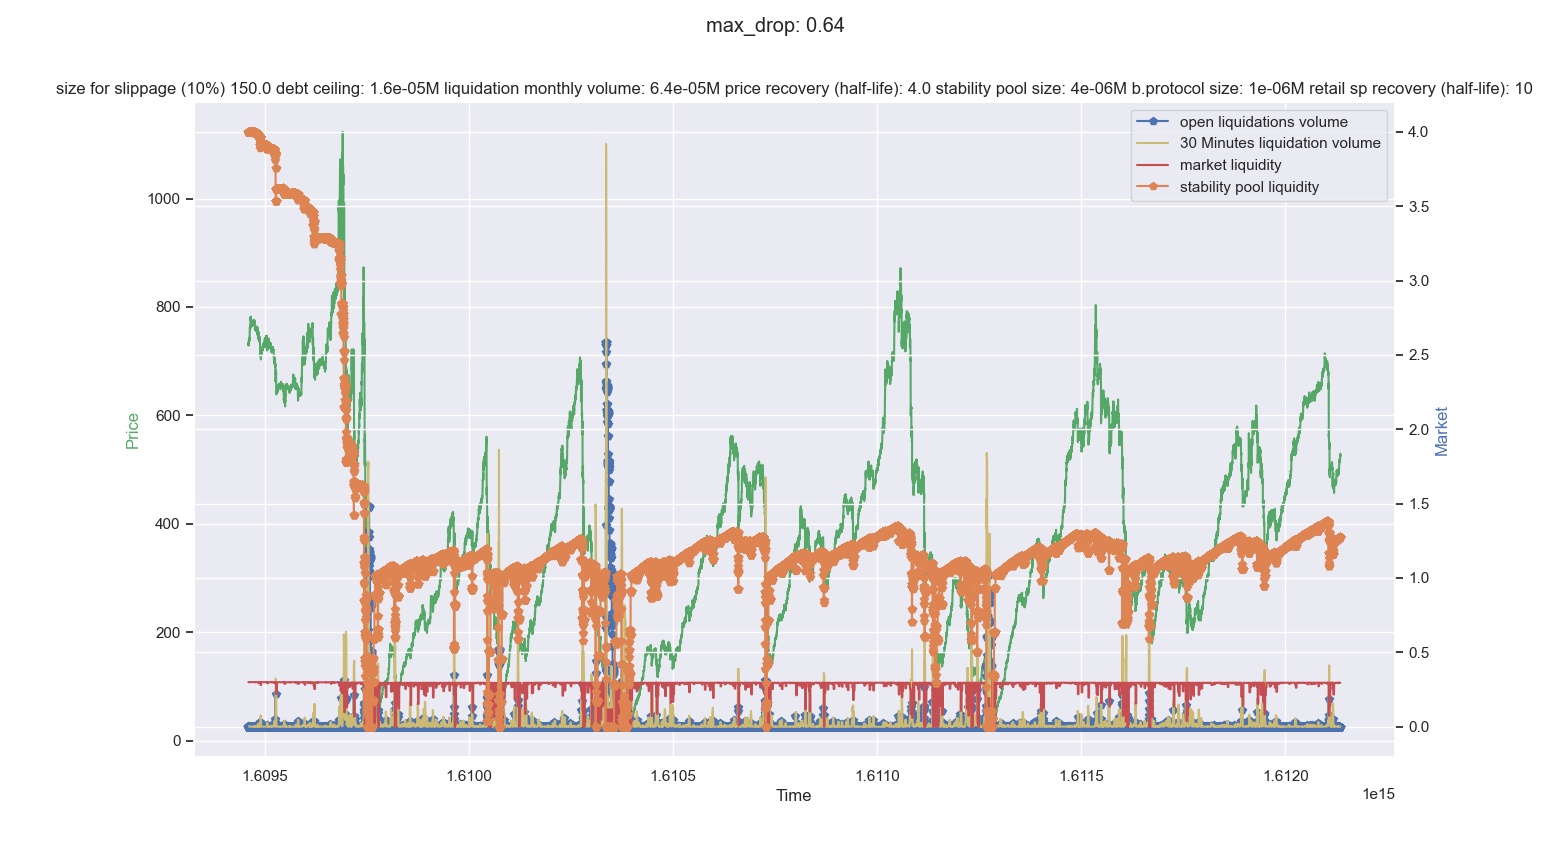 max_drop: 0.64
size for slippage (10%) 150.0 debt ceiling: 1.6e-05M liquidation monthly volume: 6.4e-05M price recovery (half-life): 4.0 stability pool size: 4e-06M b.protocol size: 1e-06M retail sp recovery (half-life): 10
open liquidations volume
30 Minutes liquidation volume
market liquidity
stability pool liquidity
1000
800
600
400
200
0
Price
4.0
3.5
3.0
2.5
2.0
1.5
1.0
0.5
0.0
Market
1.6095 1.6100 1.6105 1.6110 1.6115 1.6120
Time
1e15